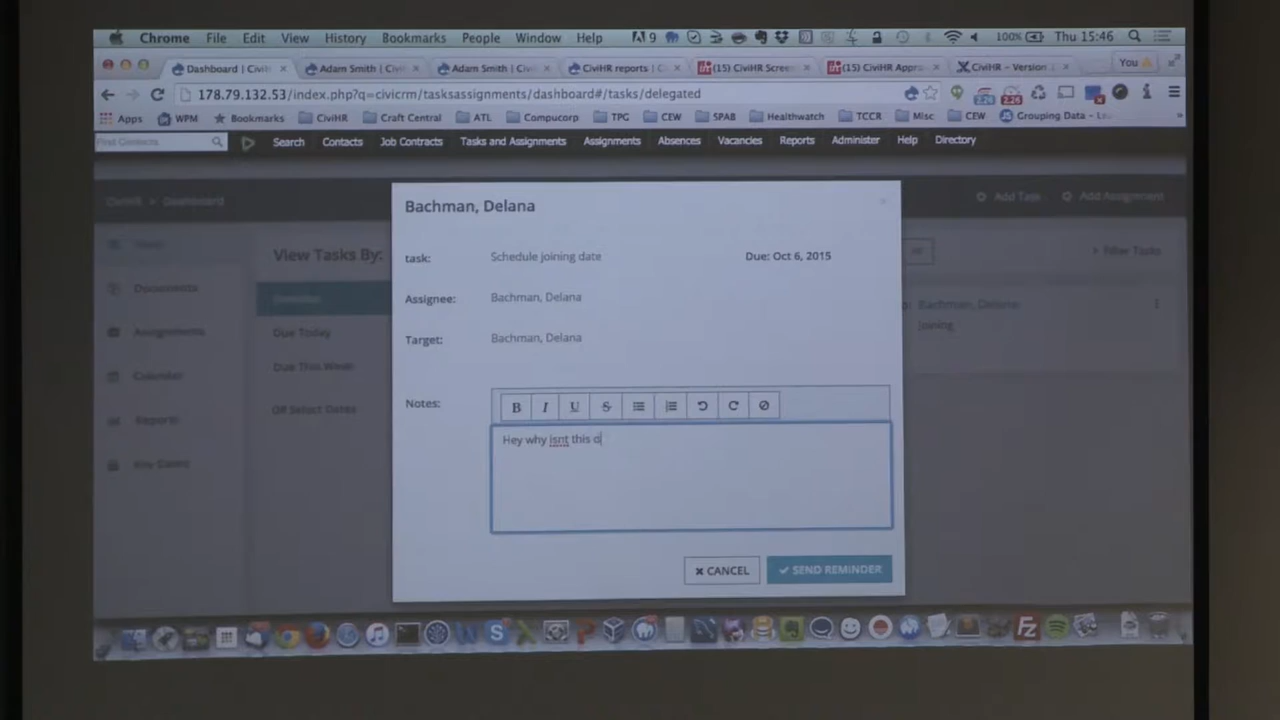 Chrome File Edit View History Bookmarks People Window Help 9 100% Thu 15:46
Dashboard | Civi Adam Smith | Civi Adam Smith | Civi CiviHR reports | C (15) CiviHR Scree (15) CiviHR Appr CiviHR - Version You
178.79.132.53/index.php?q=civicrm/tasksassignments/dashboard#/tasks/delegated
Apps WPM Bookmarks CiviHR Craft Central ATL Compucorp TPG CEW SPAB Healthwatch TCCR Misc CEW Grouping Data - Le
Find Contacts Search Contacts Job Contracts Tasks and Assignments Assignments Absences Vacancies Reports Administer Help Directory
CiviHR > Dashboard Add Task Add Assignment
Bachman, Delana
View Tasks By: Filter Tasks
task: Schedule joining date Due: Oct 6, 2015
Documents
Assignee: Bachman, Delana
Bachman, Delana
Joining
Assignments Due Today
Target: Bachman, Delana
Calendar Due This Week
Notes:
Reports OR Select Dates
B I U S
Hey why isnt this d
Key Dates
CANCEL SEND REMINDER